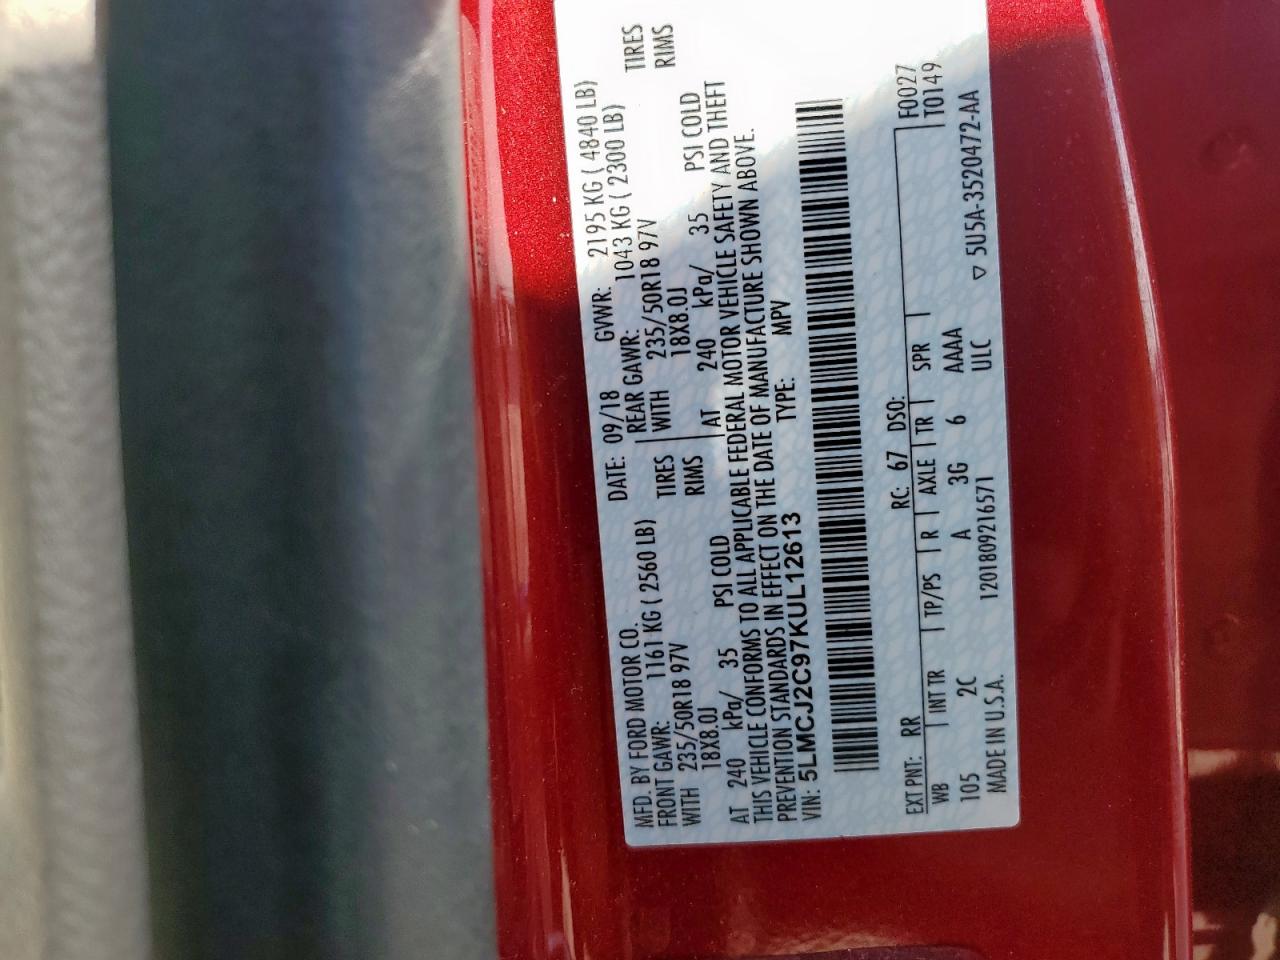 MFD. BY FORD MOTOR CO. DATE: 09/18 GVWR: 2195 KG ( 4840 LB)
FRONT GAWR: 1161 KG ( 2560 LB) REAR GAWR: 1043 KG ( 2300 LB)
WITH 235/50R18 97V TIRES WITH 235/50R18 97V TIRES
18X8.0J RIMS 18X8.0J RIMS
AT 240 kPa/ 35 PSI COLD AT 240 kPa/ 35 PSI COLD
THIS VEHICLE CONFORMS TO ALL APPLICABLE FEDERAL MOTOR VEHICLE SAFETY AND THEFT
PREVENTION STANDARDS IN EFFECT ON THE DATE OF MANUFACTURE SHOWN ABOVE.
VIN: 5LMCJ2C97KUL12613 TYPE: MPV
EXT PNT: RR RC: 67 DSO: F0027
WB INT TR TP/PS R AXLE TR SPR T0149
105 2C A 3G 6 AAAA
MADE IN U.S.A. 1201809216571 ULC ▽ 5U5A-3520472-AA